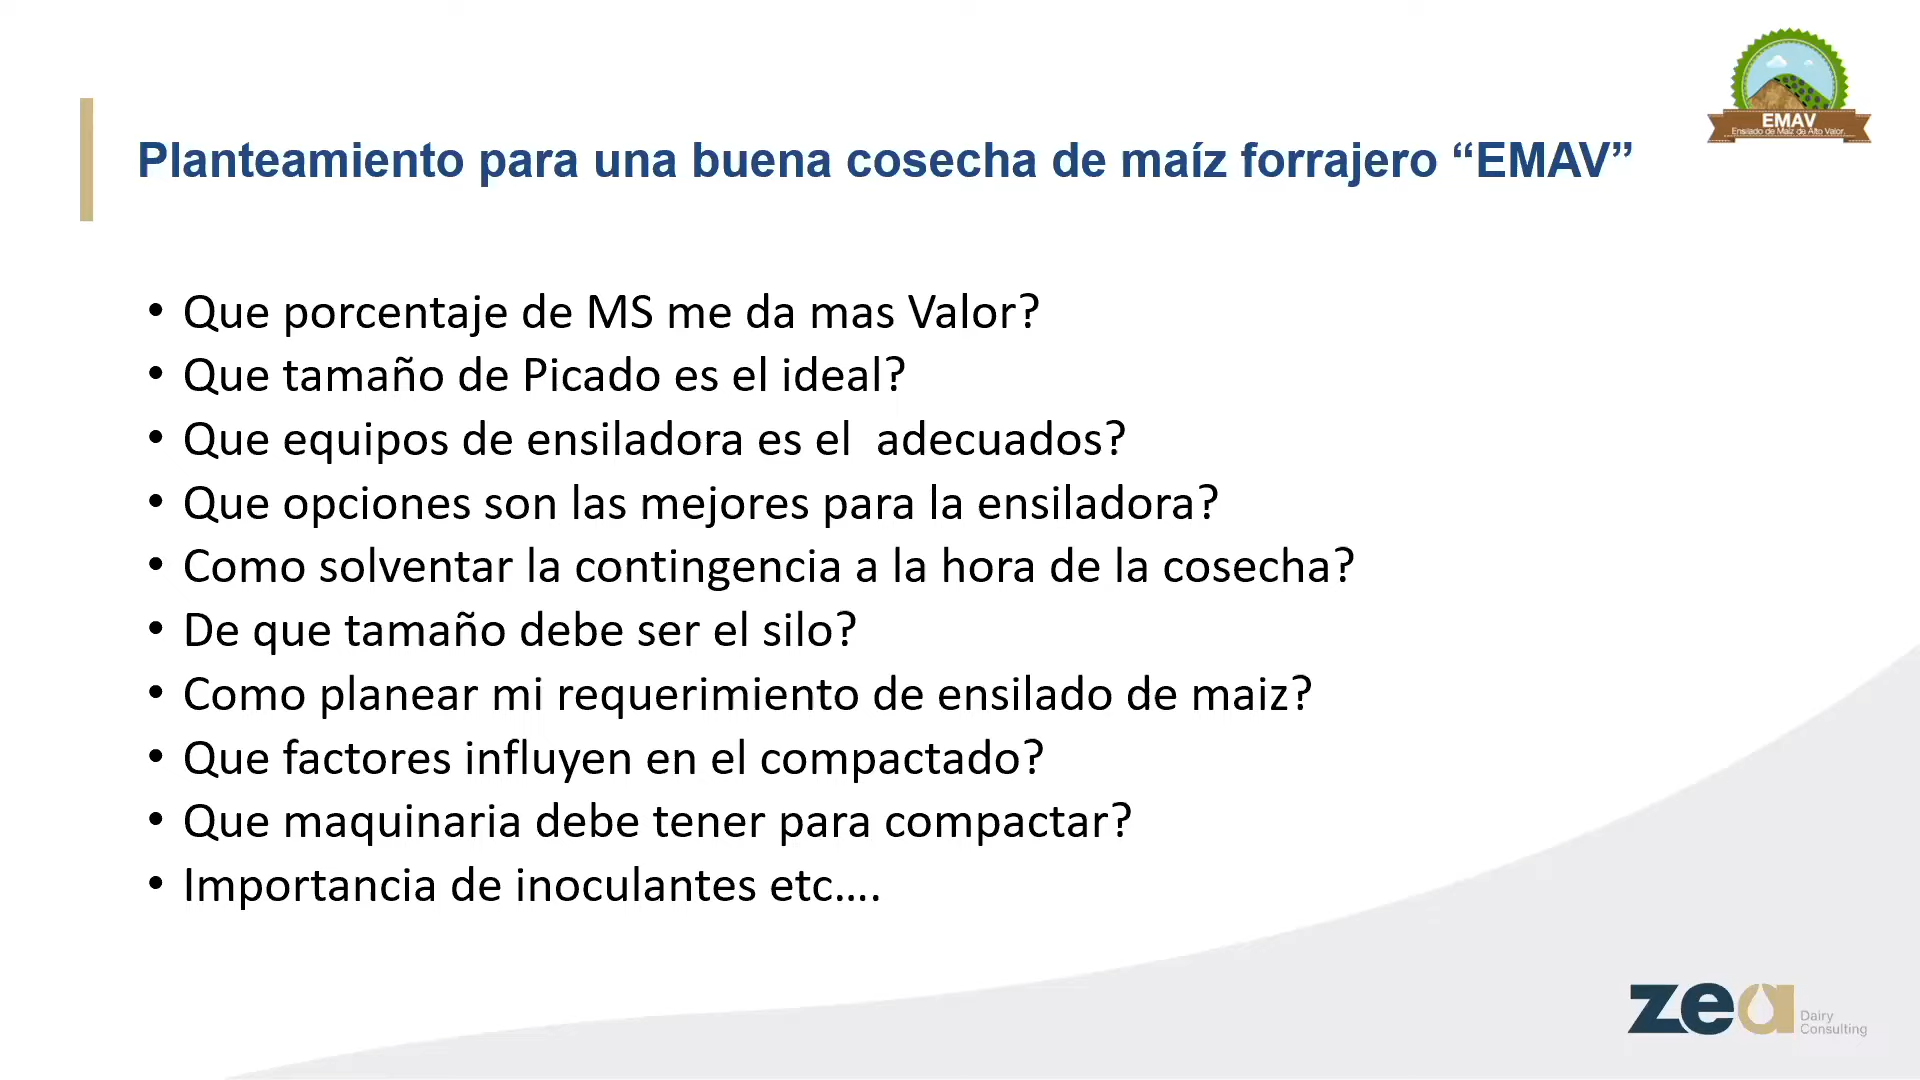 EMAV
Ensilado de Maíz de Alto Valor.
Planteamiento para una buena cosecha de maíz forrajero “EMAV”
• Que porcentaje de MS me da mas Valor?
• Que tamaño de Picado es el ideal?
• Que equipos de ensiladora es el  adecuados?
• Que opciones son las mejores para la ensiladora?
• Como solventar la contingencia a la hora de la cosecha?
• De que tamaño debe ser el silo?
• Como planear mi requerimiento de ensilado de maiz?
• Que factores influyen en el compactado?
• Que maquinaria debe tener para compactar?
• Importancia de inoculantes etc....
zea
Dairy
Consulting